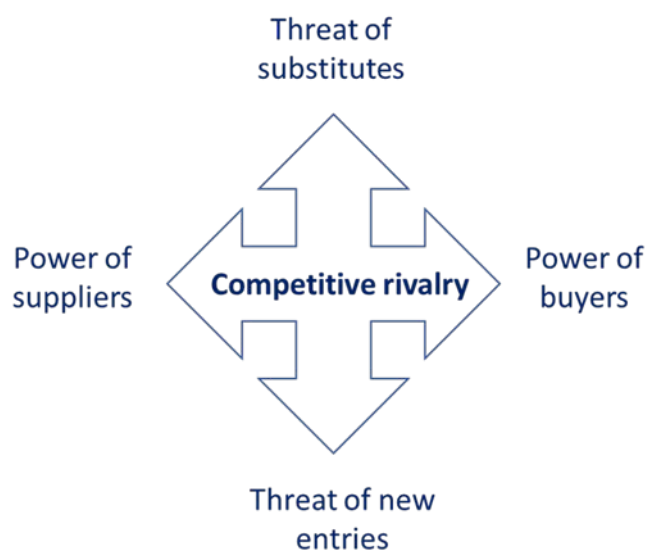 Threat of
substitutes
Power of
suppliers
Competitive rivalry
Power of
buyers
Threat of new
entries